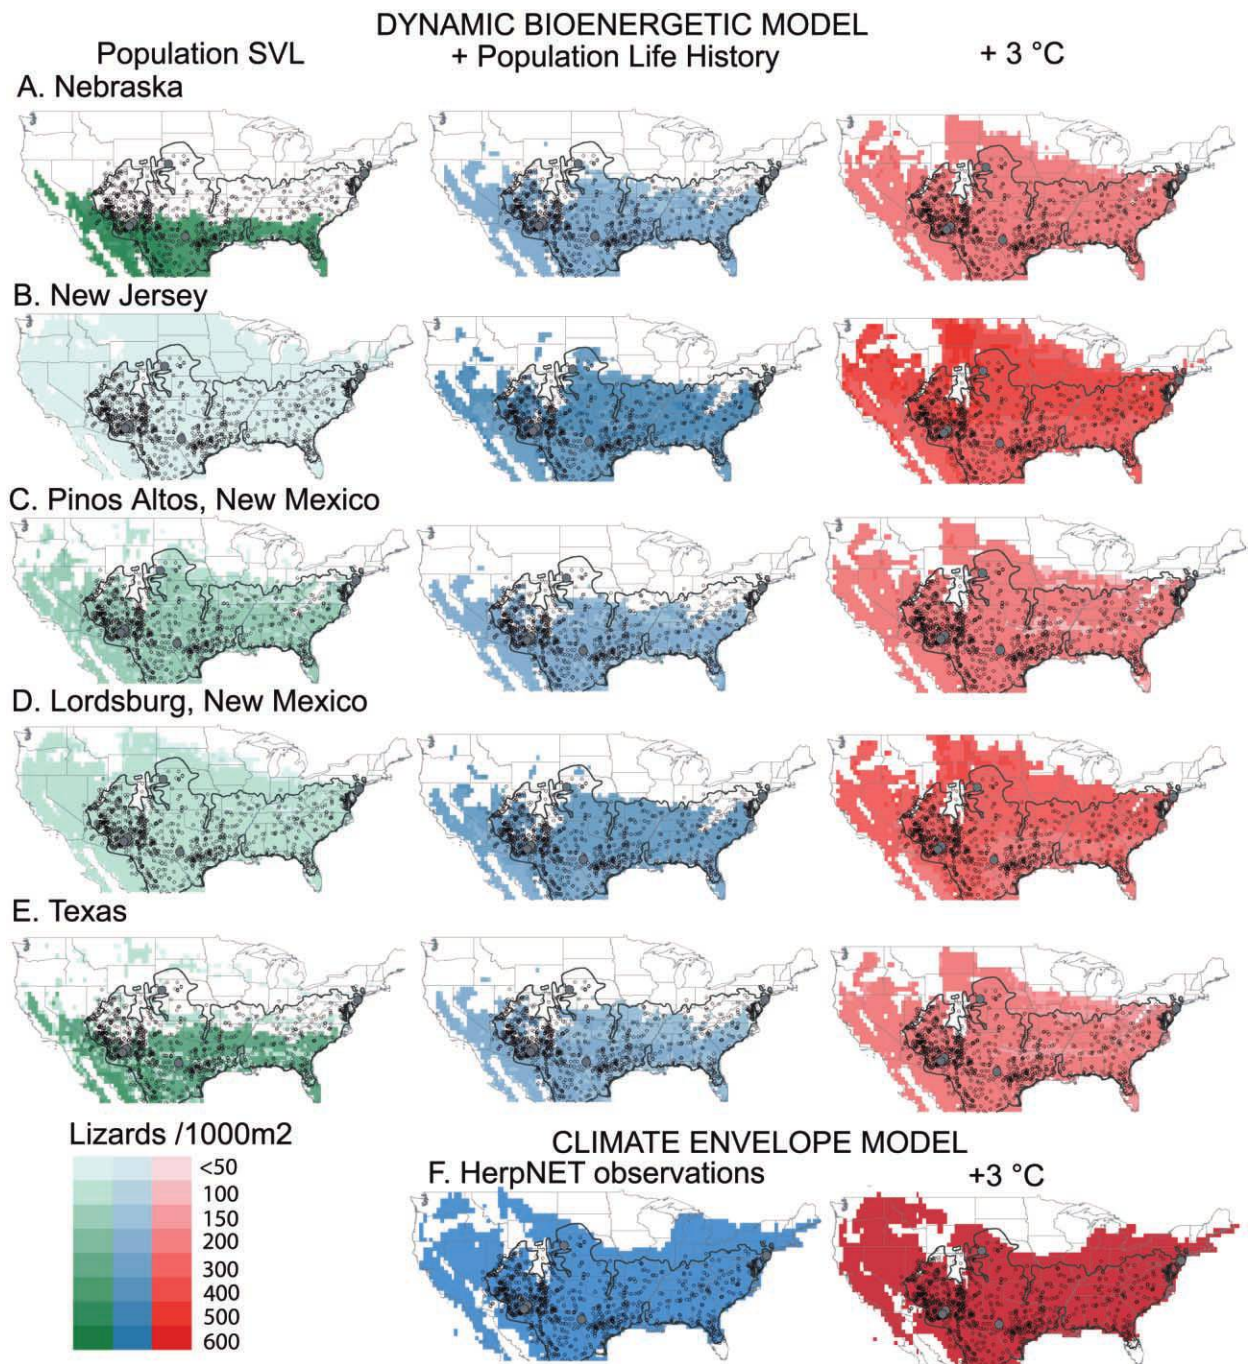 DYNAMIC BIOENERGETIC MODEL
Population SVL
+ Population Life History
+ 3 °C
A. Nebraska
B. New Jersey
C. Pinos Altos, New Mexico
D. Lordsburg, New Mexico
E. Texas
Lizards /1000m2
<50
100
150
200
300
400
500
600
CLIMATE ENVELOPE MODEL
F. HerpNET observations
+3 °C